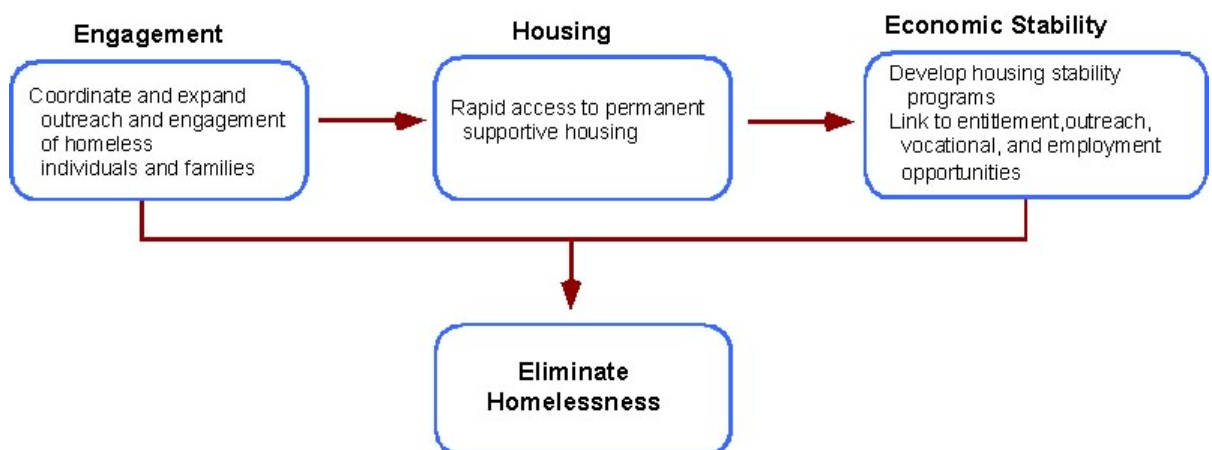 Engagement
Coordinate and expand
outreach and engagement
of homeless
individuals and families
Housing
Rapid access to permanent
supportive housing
Economic Stability
Develop housing stability
programs
Link to entitlement,outreach,
vocational, and employment
opportunities
Eliminate
Homelessness